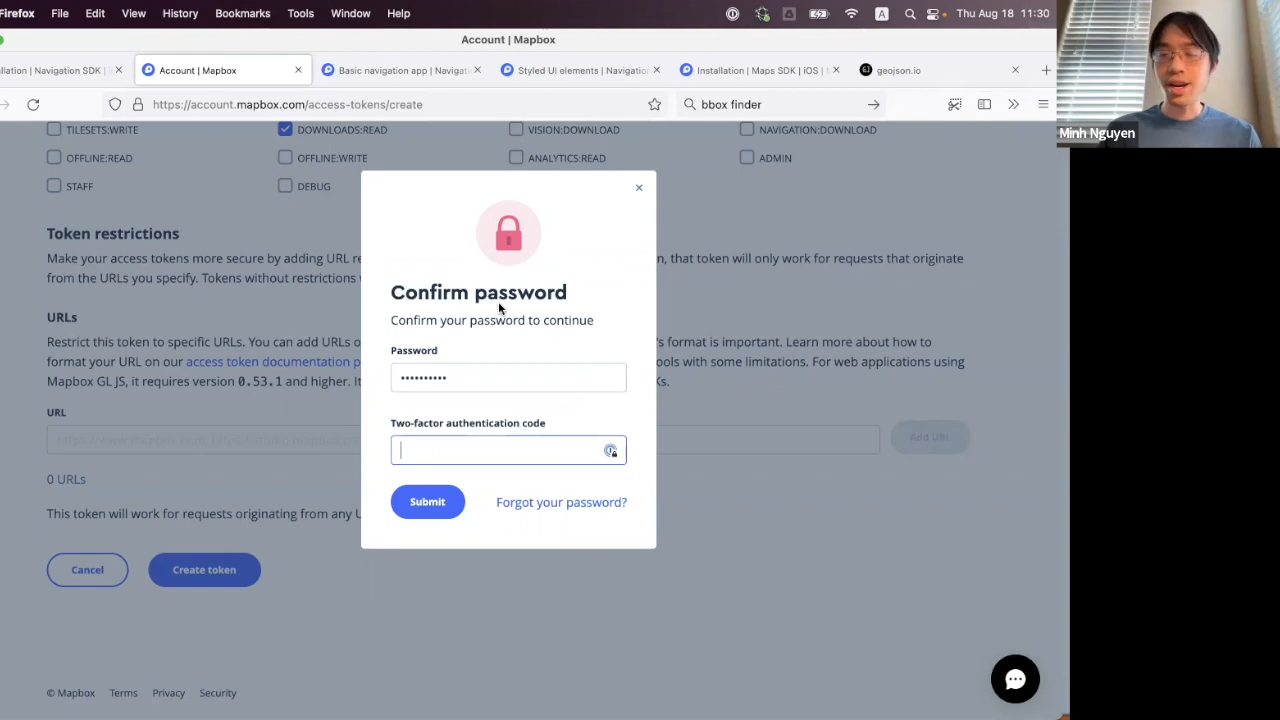 Firefox File Edit View History Bookmarks Tools Window Help A Thu Aug 18 11:30
Account | Mapbox
llation | Navigation SDK | Account | Mapbox Styled UI elements | Naviga Installation | Maps S geojson.io
https://account.mapbox.com/access- bbox finder
Minh Nguyen
TILESETS:WRITE DOWNLOADS:READ VISION:DOWNLOAD NAVIGATION:DOWNLOAD
OFFLINE:READ OFFLINE:WRITE ANALYTICS:READ ADMIN
STAFF DEBUG
Token restrictions
Make your access tokens more secure by adding URL re n, that token will only work for requests that originate
from the URLs you specify. Tokens without restrictions
URLs
Restrict this token to specific URLs. You can add URLs o 's format is important. Learn more about how to
format your URL on our access token documentation p ools with some limitations. For web applications using
Mapbox GL JS, it requires version 0.53.1 and higher. It Ks.
URL
Add URL
0 URLs
This token will work for requests originating from any U
Cancel Create token
Confirm password
Confirm your password to continue
Password
••••••••••
Two-factor authentication code
Submit Forgot your password?
© Mapbox Terms Privacy Security